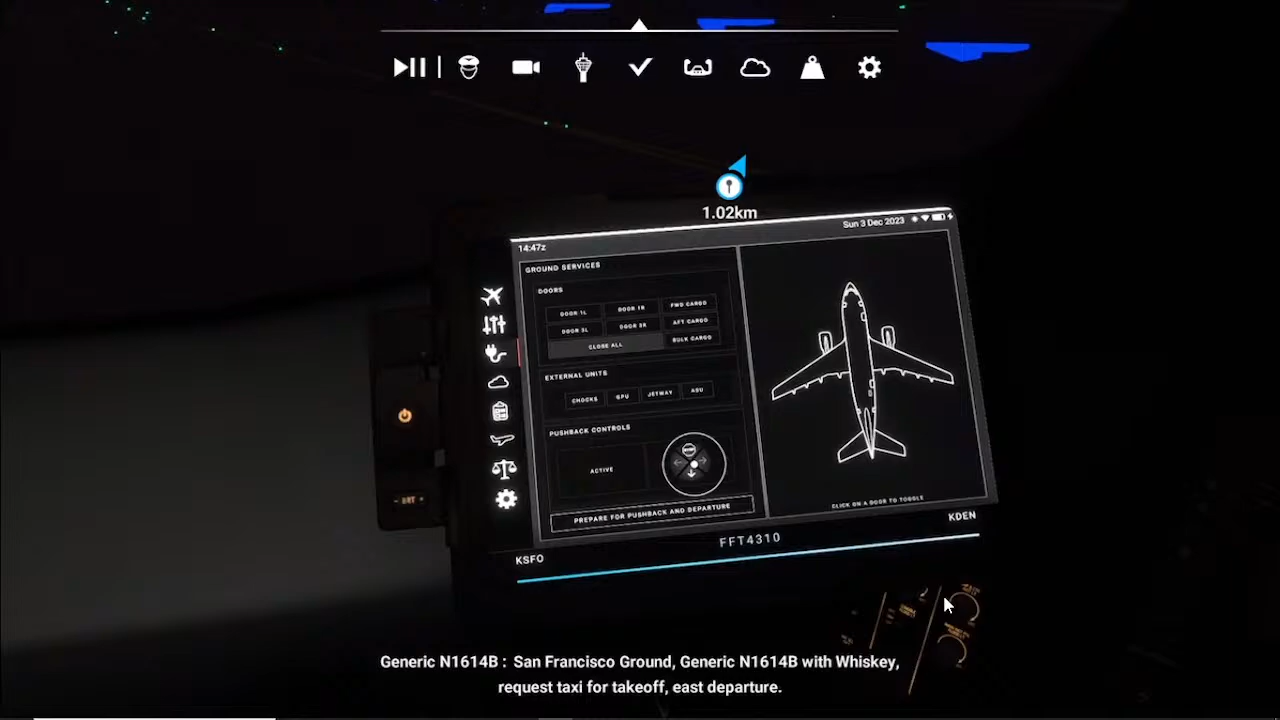 1.02km
14:47z
Sun 3 Dec 2023
GROUND SERVICES
DOORS
DOOR 1L DOOR 1R FWD CARGO
DOOR 3L DOOR 3R AFT CARGO
CLOSE ALL BULK CARGO
EXTERNAL UNITS
CHOCKS GPU JETWAY ASU
PUSHBACK CONTROLS
STOP
ACTIVE
PREPARE FOR PUSHBACK AND DEPARTURE
CLICK ON A DOOR TO TOGGLE
- BRT +
KSFO FFT4310 KDEN
Generic N1614B : San Francisco Ground, Generic N1614B with Whiskey,
request taxi for takeoff, east departure.